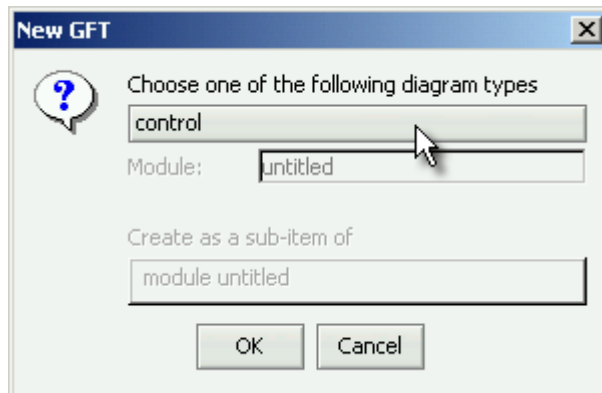 New GFT
Choose one of the following diagram types
control
Module: untitled
Create as a sub-item of
module untitled
OK Cancel